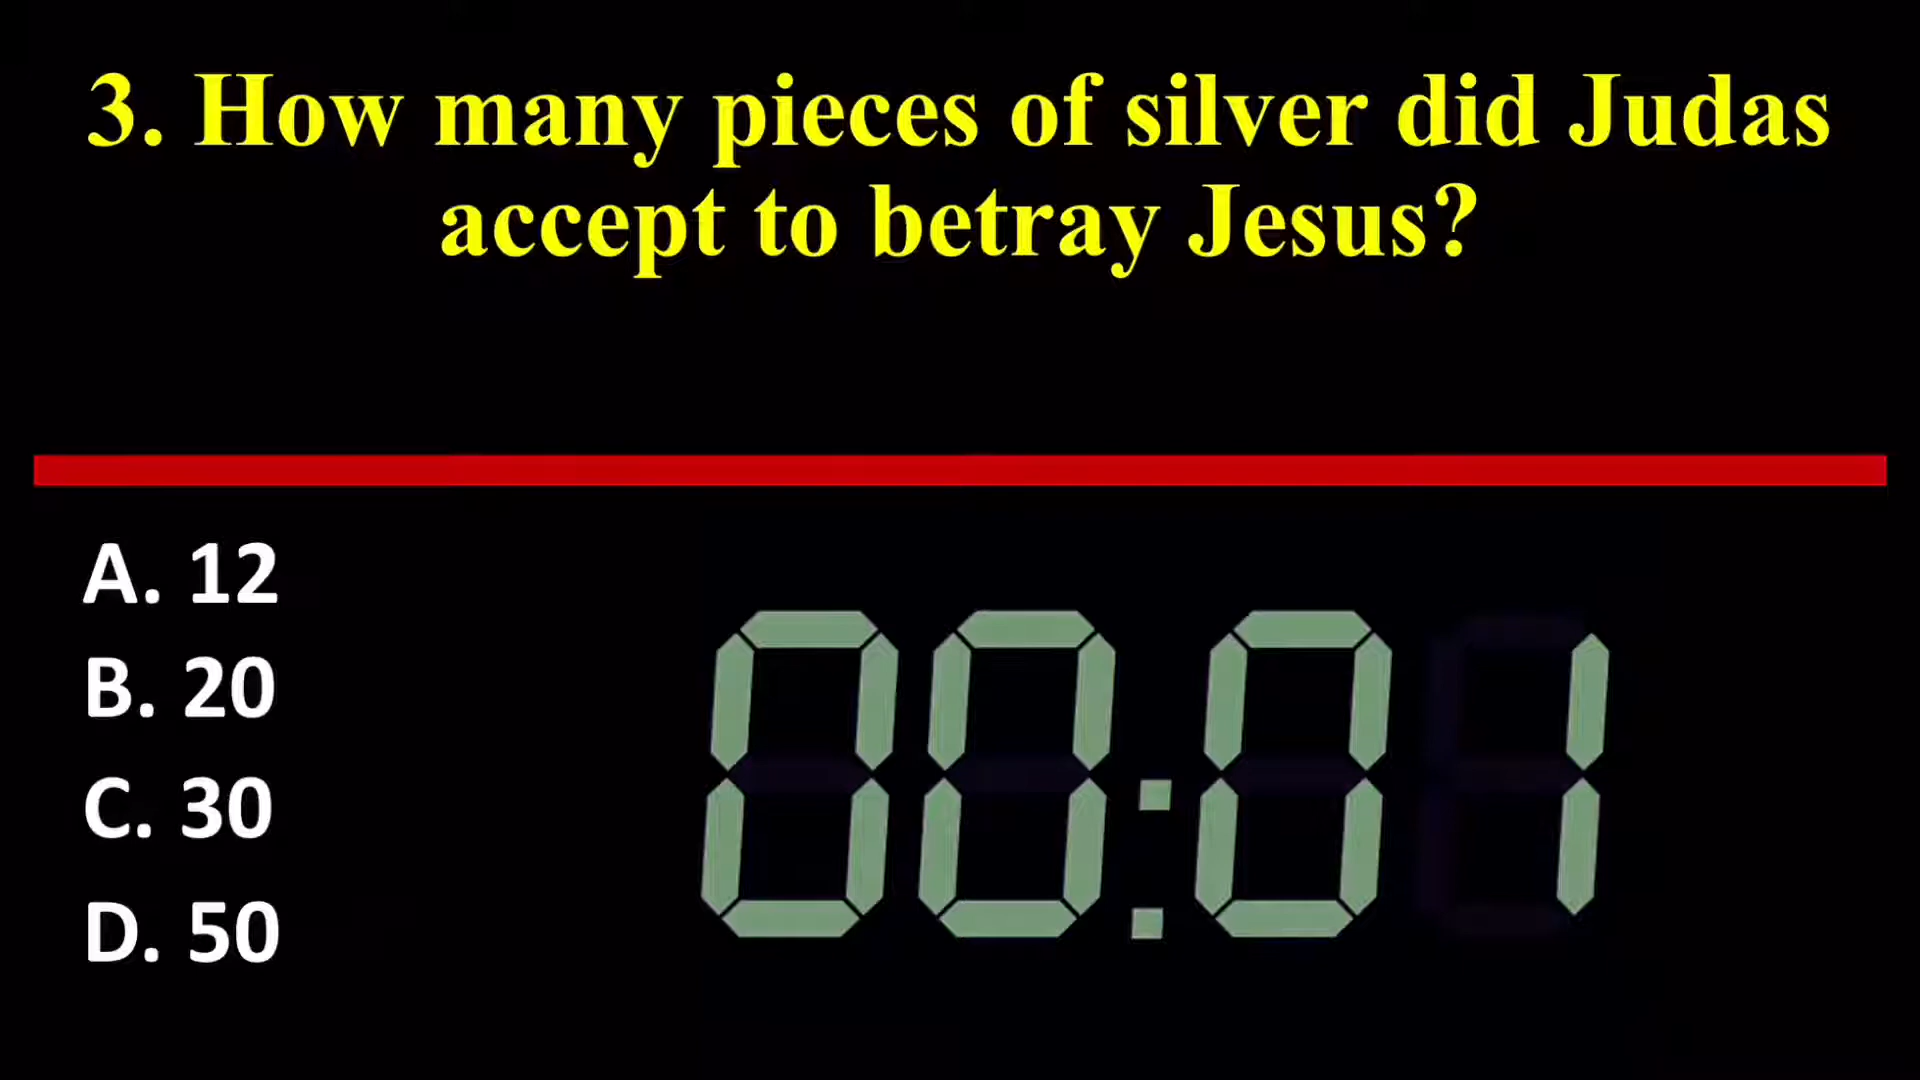 3. How many pieces of silver did Judas
accept to betray Jesus?
A. 12
B. 20
C. 30
D. 50
00:01